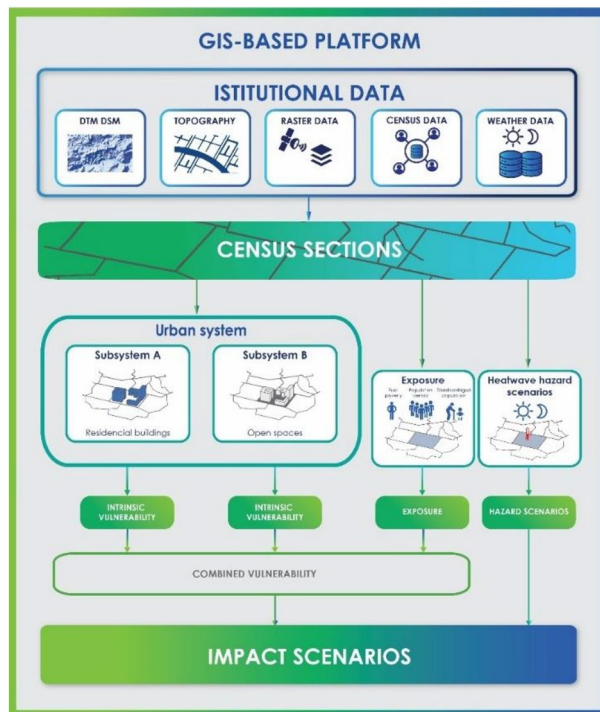 GIS-BASED PLATFORM
ISTITUTIONAL DATA
DTM DSM
TOPOGRAPHY
RASTER DATA
CENSUS DATA
WEATHER DATA
CENSUS SECTIONS
Urban system
Subsystem A
Residencial buildings
Subsystem B
Open spaces
Exposure
poverty
Population
Heatwave hazard
scenarios
INTRINSIC
VULNERABILITY
INTRINSIC
VULNERABILITY
EXPOSURE
HAZARD SCENARIOS
COMBINED VULNERABILITY
IMPACT SCENARIOS